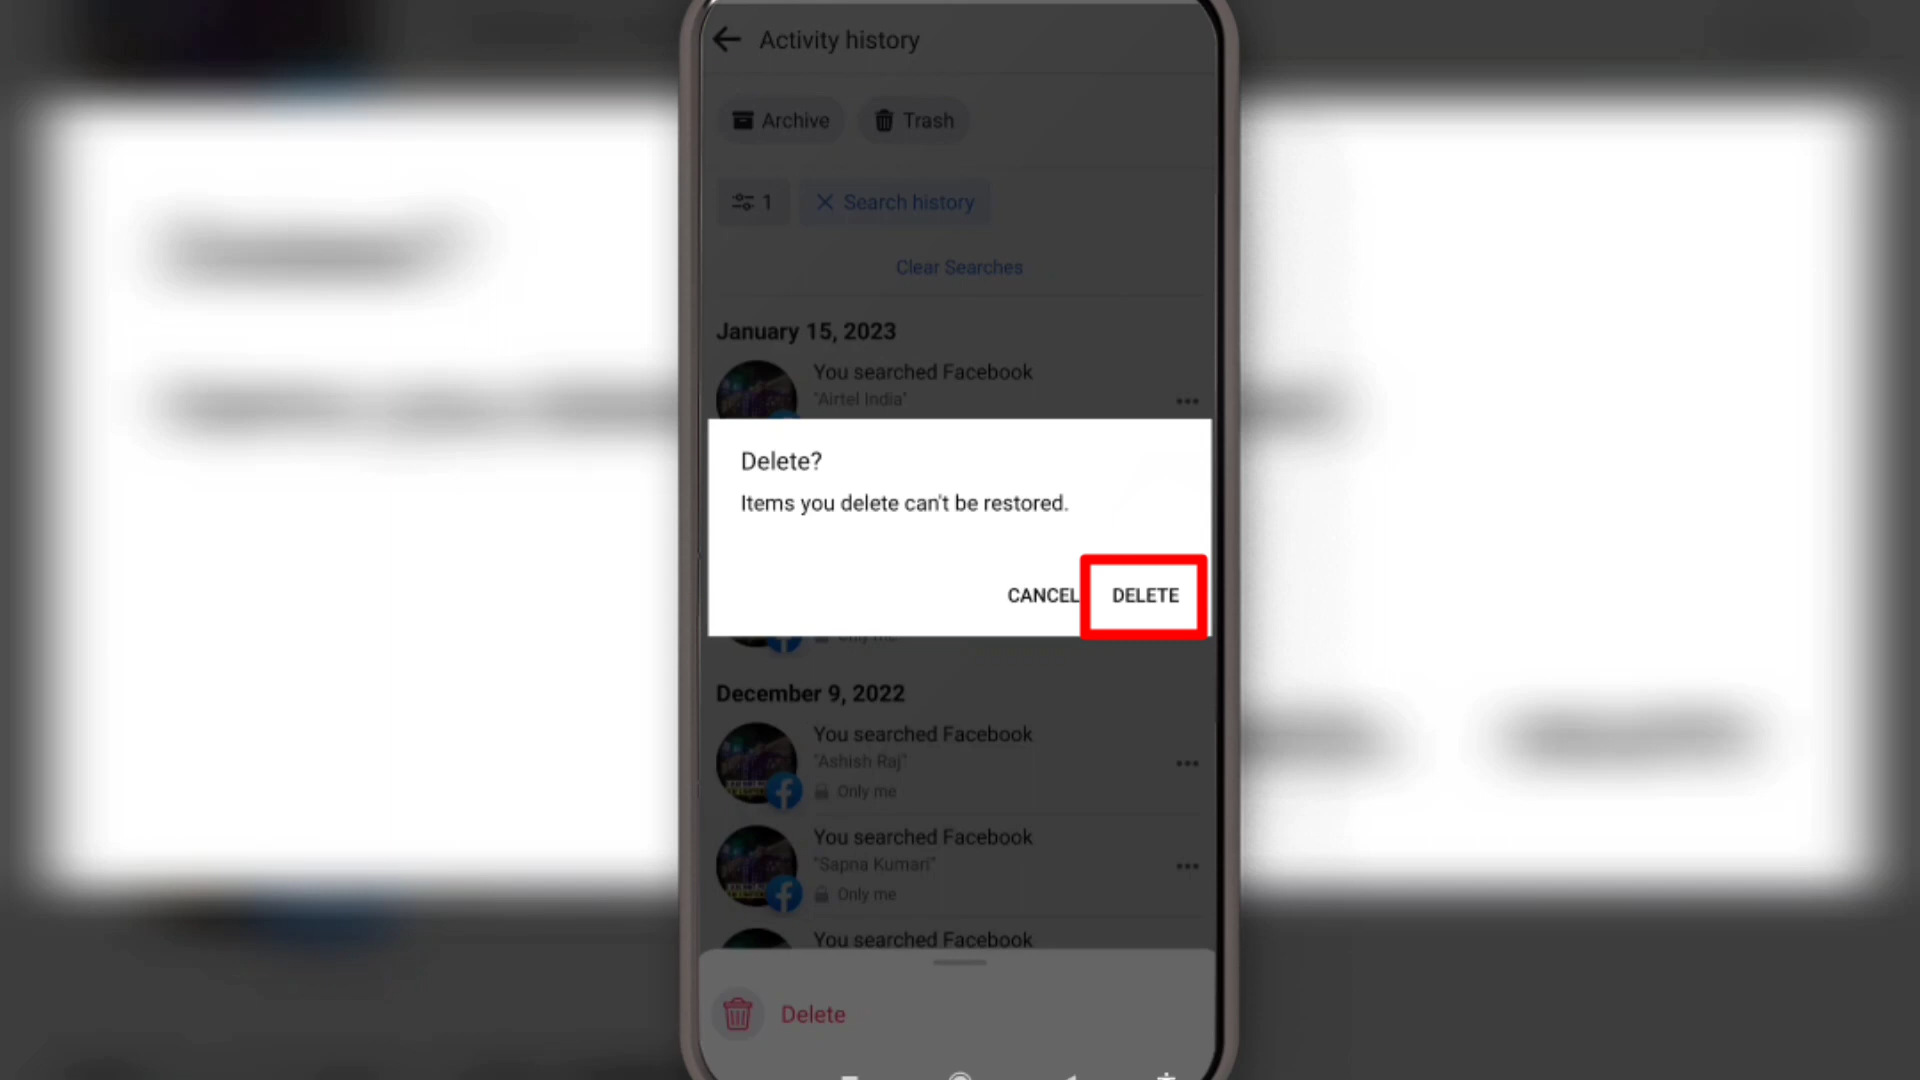 Activity history
Archive
Trash
1
Search history
Clear Searches
January 15, 2023
You searched Facebook
"Airtel India"
Delete?
Items you delete can't be restored.
CANCEL
DELETE
Only me
December 9, 2022
You searched Facebook
"Ashish Raj"
Only me
You searched Facebook
"Sapna Kumari"
Only me
You searched Facebook
Delete